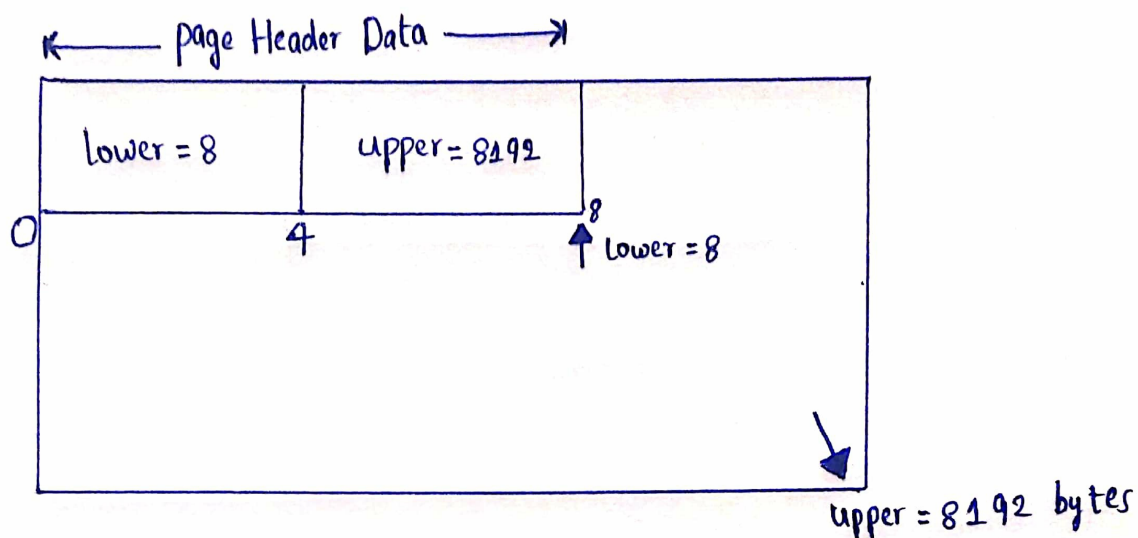 Page Header Data
lower = 8
upper = 8192
0
4
8
lower = 8
upper = 8192 bytes